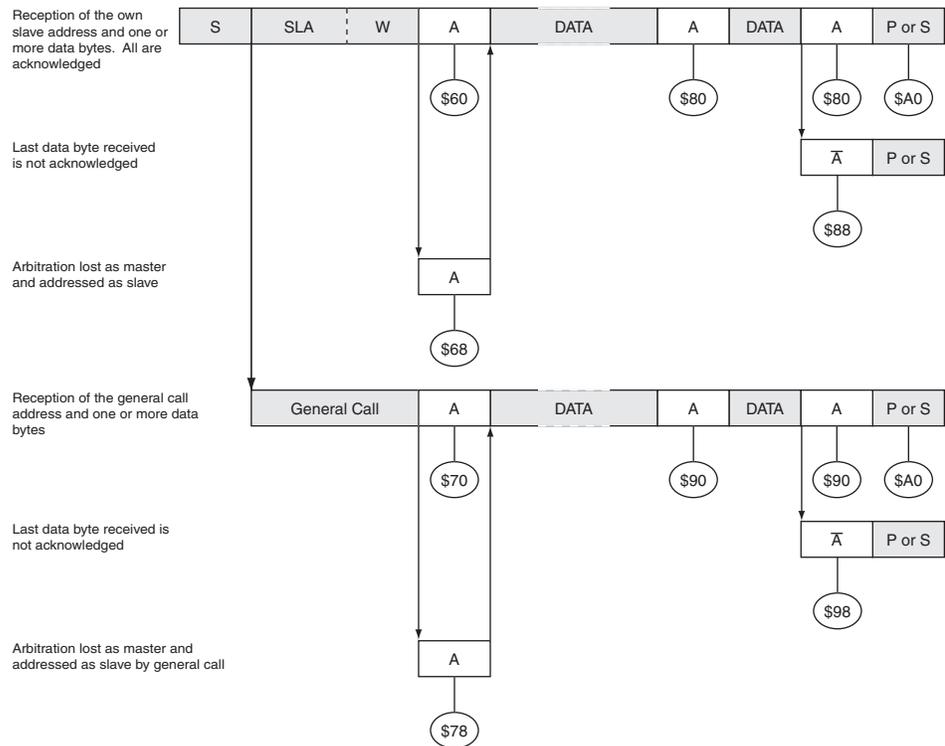 Reception of the own
slave address and one or
more data bytes. All are
acknowledged
S SLA W A DATA A DATA A P or S
$60 $80 $80 $A0
Last data byte received
is not acknowledged
A̅ P or S
$88
Arbitration lost as master
and addressed as slave
A
$68
Reception of the general call
address and one or more data
bytes
General Call A DATA A DATA A P or S
$70 $90 $90 $A0
Last data byte received is
not acknowledged
A̅ P or S
$98
Arbitration lost as master and
addressed as slave by general call
A
$78